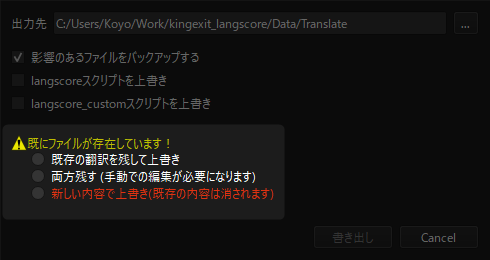 出力先 C:/Users/Koyo/Work/kingexit_langscore/Data/Translate ...
影響のあるファイルをバックアップする
langscoreスクリプトを上書き
langscore_customスクリプトを上書き
既にファイルが存在しています！
既存の翻訳を残して上書き
両方残す (手動での編集が必要になります)
新しい内容で上書き(既存の内容は消されます)
書き出し Cancel